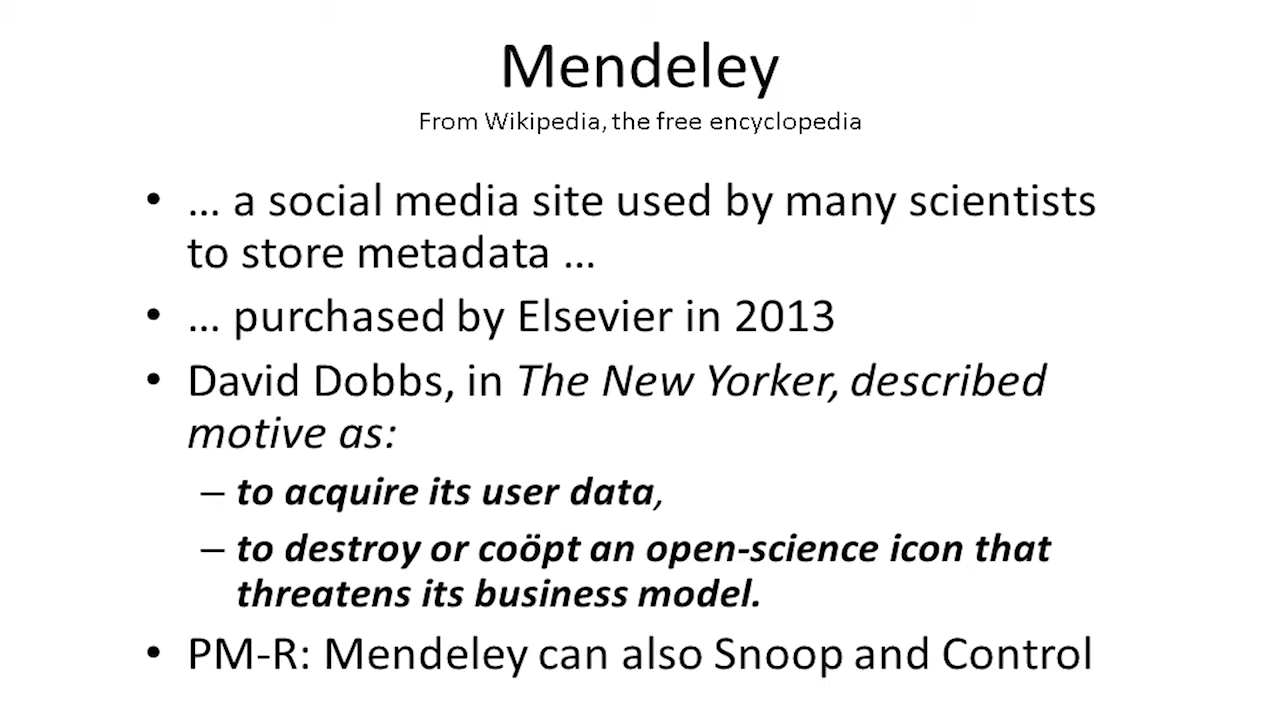 Mendeley
From Wikipedia, the free encyclopedia
• … a social media site used by many scientists
to store metadata …
• … purchased by Elsevier in 2013
• David Dobbs, in The New Yorker, described
motive as:
– to acquire its user data,
– to destroy or coöpt an open-science icon that
threatens its business model.
• PM-R: Mendeley can also Snoop and Control